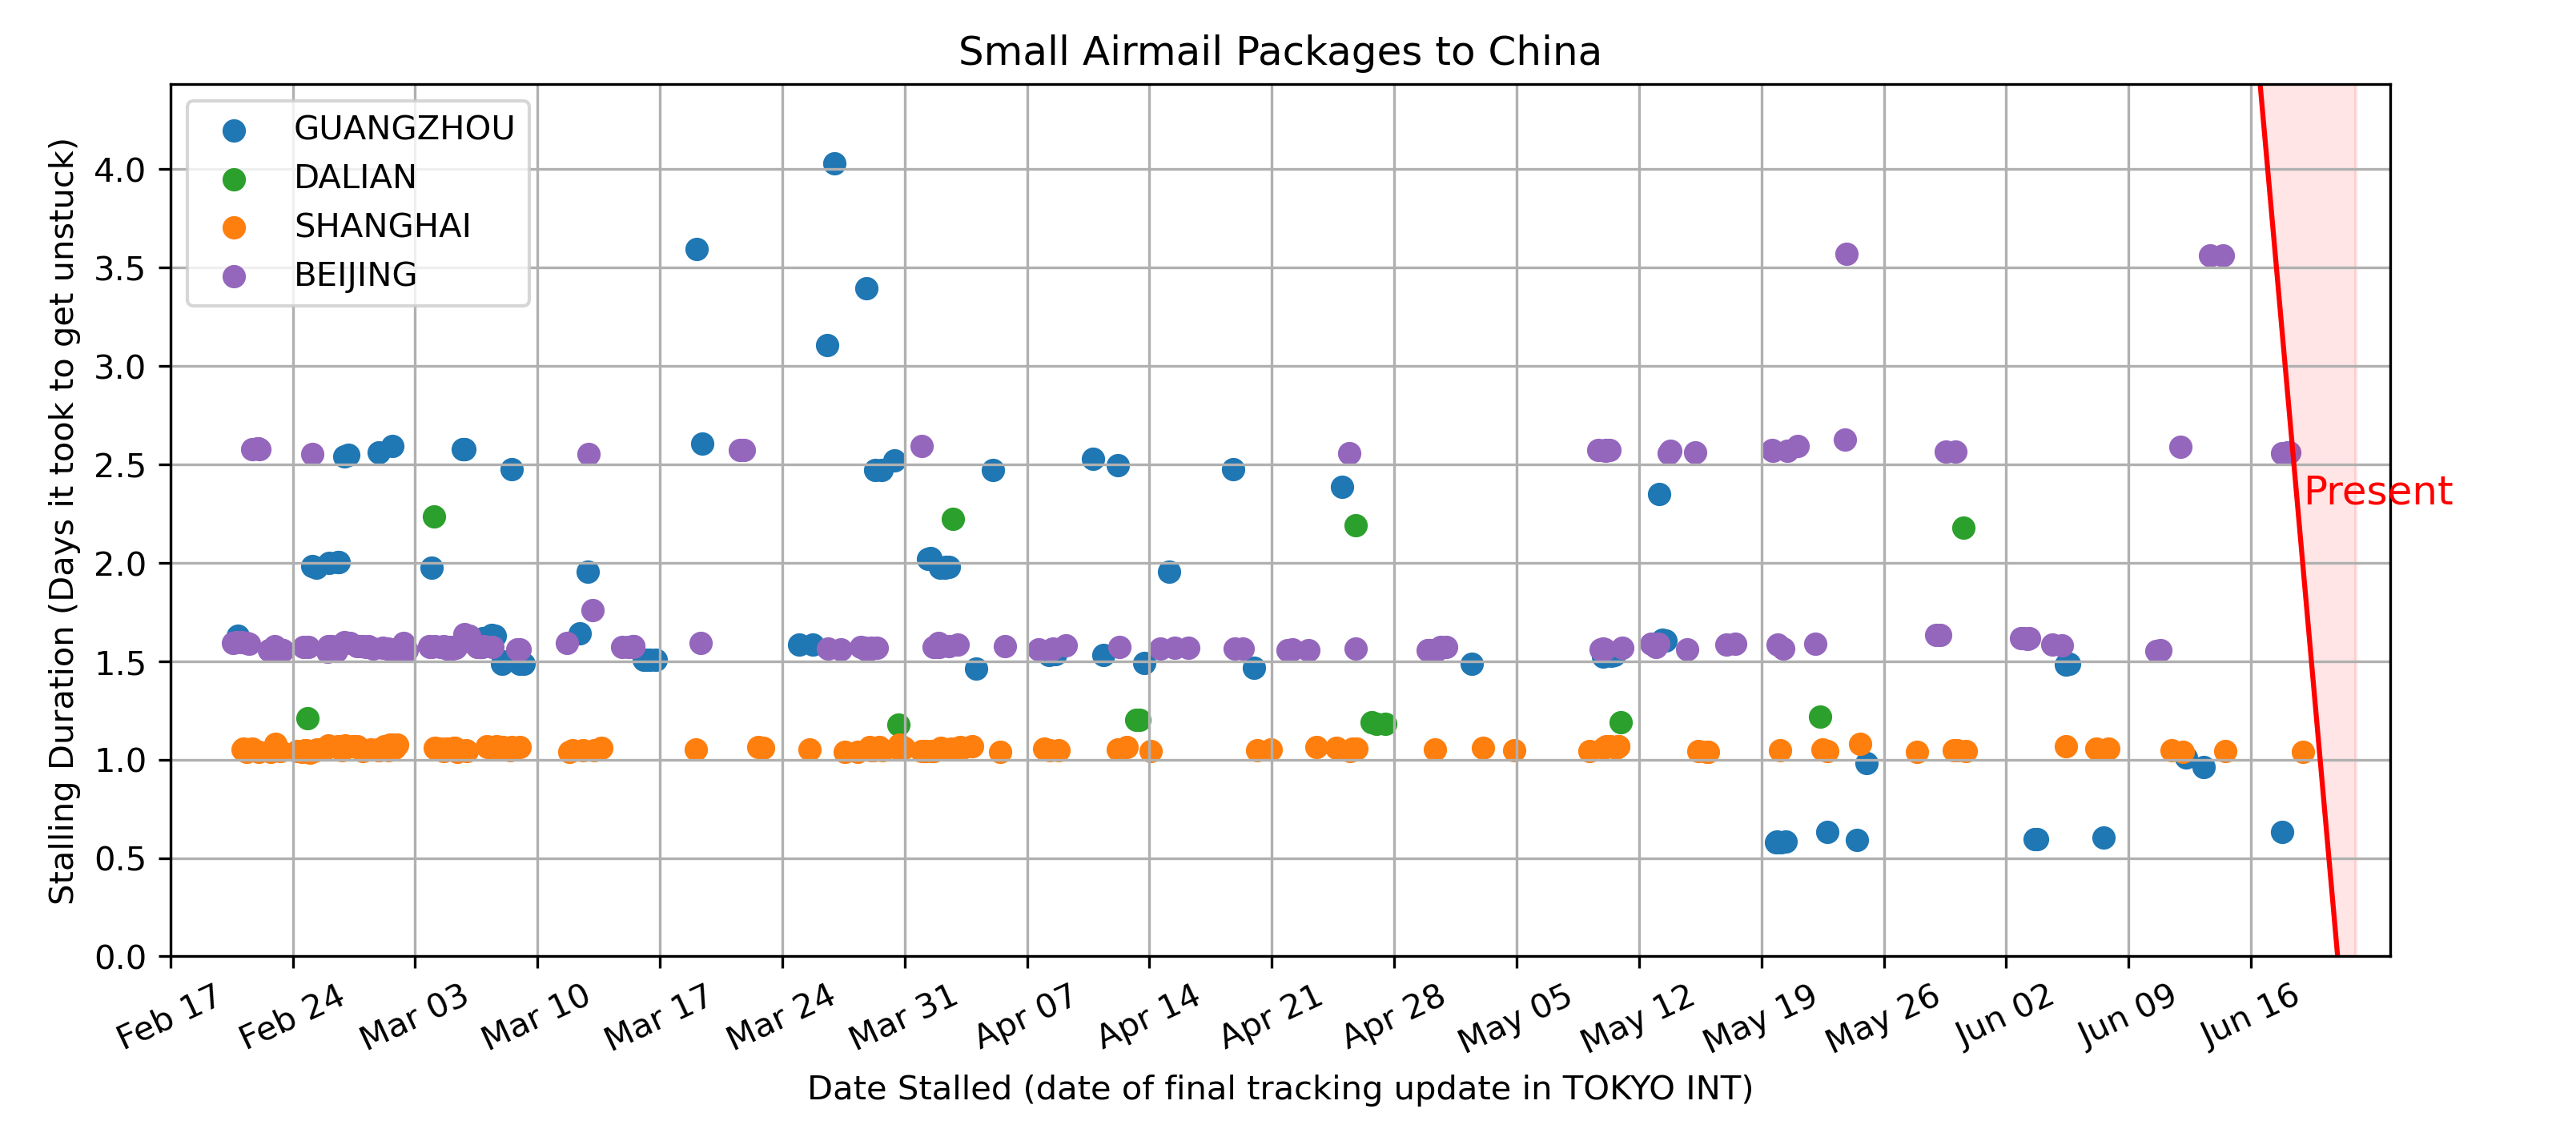 Small Airmail Packages to China
GUANGZHOU
DALIAN
SHANGHAI
BEIJING
Stalling Duration (Days it took to get unstuck)
4.0
3.5
3.0
2.5
2.0
1.5
1.0
0.5
0.0
Present
Feb 17
Feb 24
Mar 03
Mar 10
Mar 17
Mar 24
Mar 31
Apr 07
Apr 14
Apr 21
Apr 28
May 05
May 12
May 19
May 26
Jun 02
Jun 09
Jun 16
Date Stalled (date of final tracking update in TOKYO INT)